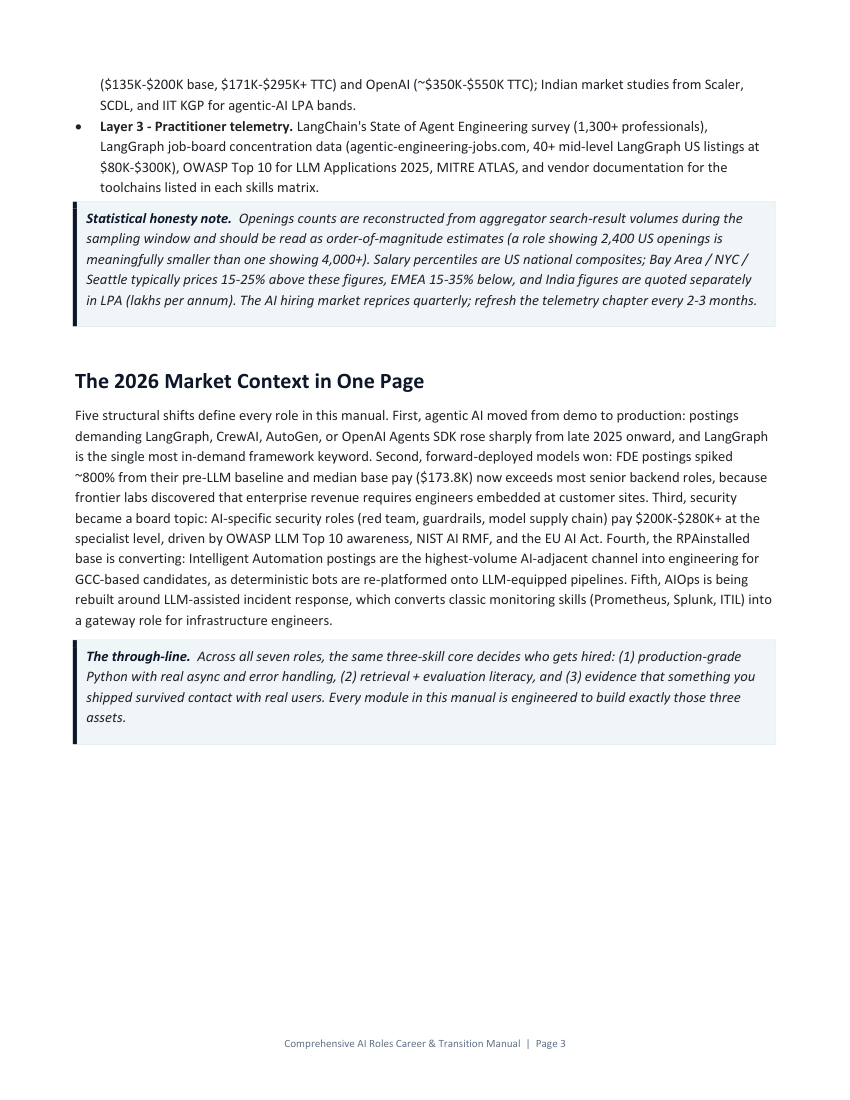 ($135K-$200K base, $171K-$295K+ TTC) and OpenAI (~$350K-$550K TTC); Indian market studies from Scaler,
SCDL, and IIT KGP for agentic-AI LPA bands.
• Layer 3 - Practitioner telemetry. LangChain's State of Agent Engineering survey (1,300+ professionals),
LangGraph job-board concentration data (agentic-engineering-jobs.com, 40+ mid-level LangGraph US listings at
$80K-$300K), OWASP Top 10 for LLM Applications 2025, MITRE ATLAS, and vendor documentation for the
toolchains listed in each skills matrix.
Statistical honesty note. Openings counts are reconstructed from aggregator search-result volumes during the
sampling window and should be read as order-of-magnitude estimates (a role showing 2,400 US openings is
meaningfully smaller than one showing 4,000+). Salary percentiles are US national composites; Bay Area / NYC /
Seattle typically prices 15-25% above these figures, EMEA 15-35% below, and India figures are quoted separately
in LPA (lakhs per annum). The AI hiring market reprices quarterly; refresh the telemetry chapter every 2-3 months.
The 2026 Market Context in One Page
Five structural shifts define every role in this manual. First, agentic AI moved from demo to production: postings
demanding LangGraph, CrewAI, AutoGen, or OpenAI Agents SDK rose sharply from late 2025 onward, and LangGraph
is the single most in-demand framework keyword. Second, forward-deployed models won: FDE postings spiked
~800% from their pre-LLM baseline and median base pay ($173.8K) now exceeds most senior backend roles, because
frontier labs discovered that enterprise revenue requires engineers embedded at customer sites. Third, security
became a board topic: AI-specific security roles (red team, guardrails, model supply chain) pay $200K-$280K+ at the
specialist level, driven by OWASP LLM Top 10 awareness, NIST AI RMF, and the EU AI Act. Fourth, the RPAinstalled
base is converting: Intelligent Automation postings are the highest-volume AI-adjacent channel into engineering for
GCC-based candidates, as deterministic bots are re-platformed onto LLM-equipped pipelines. Fifth, AIOps is being
rebuilt around LLM-assisted incident response, which converts classic monitoring skills (Prometheus, Splunk, ITIL) into
a gateway role for infrastructure engineers.
The through-line. Across all seven roles, the same three-skill core decides who gets hired: (1) production-grade
Python with real async and error handling, (2) retrieval + evaluation literacy, and (3) evidence that something you
shipped survived contact with real users. Every module in this manual is engineered to build exactly those three
assets.
Comprehensive AI Roles Career & Transition Manual | Page 3